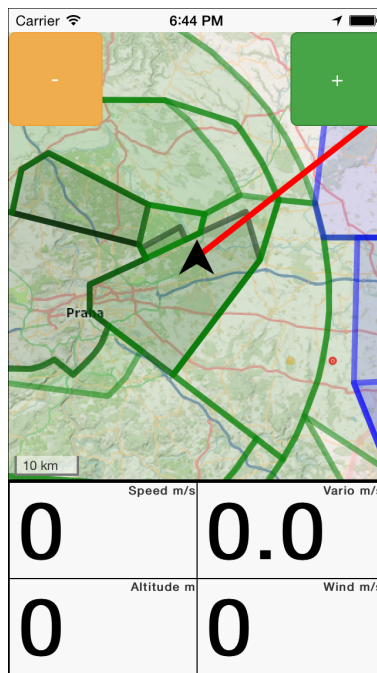 Carrier 6:44 PM
- +
Praha
10 km
Speed m/s Vario m/s
0 0.0
Altitude m Wind m/s
0 0